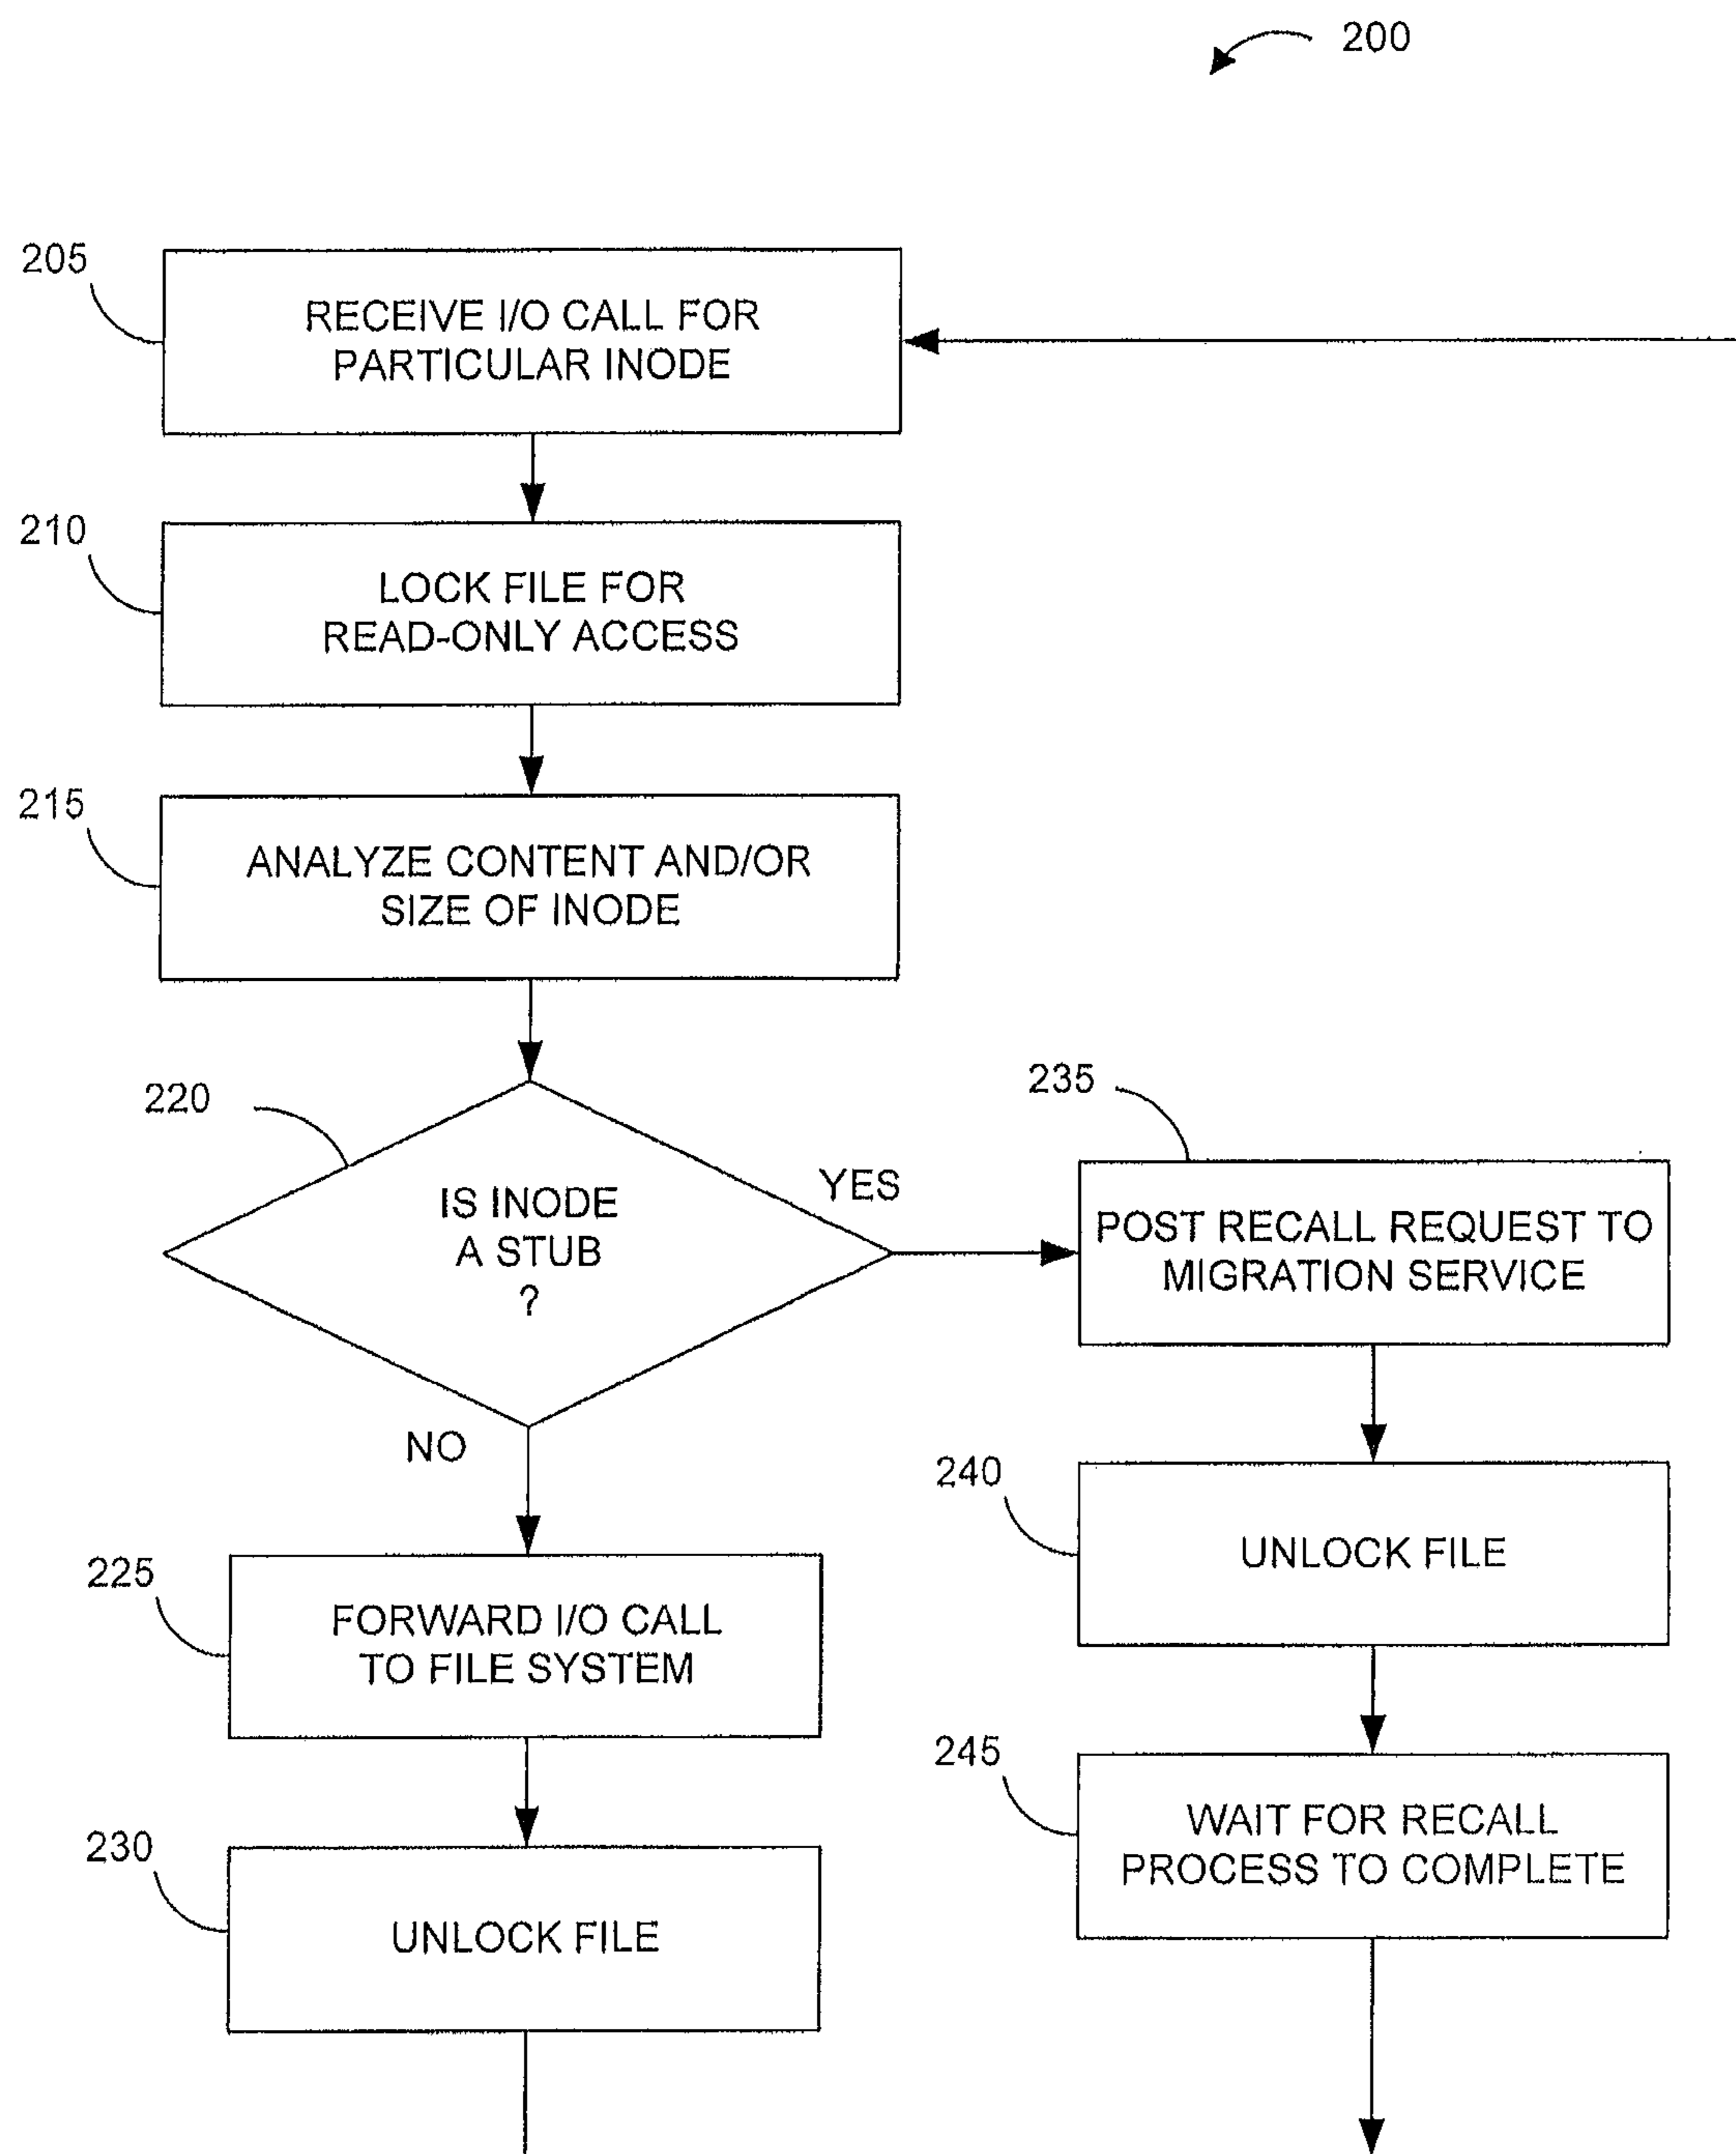 200
205
RECEIVE I/O CALL FOR
PARTICULAR INODE
210
LOCK FILE FOR
READ-ONLY ACCESS
215
ANALYZE CONTENT AND/OR
SIZE OF INODE
220
IS INODE
A STUB
?
YES
NO
235
POST RECALL REQUEST TO
MIGRATION SERVICE
240
UNLOCK FILE
225
FORWARD I/O CALL
TO FILE SYSTEM
245
WAIT FOR RECALL
PROCESS TO COMPLETE
230
UNLOCK FILE